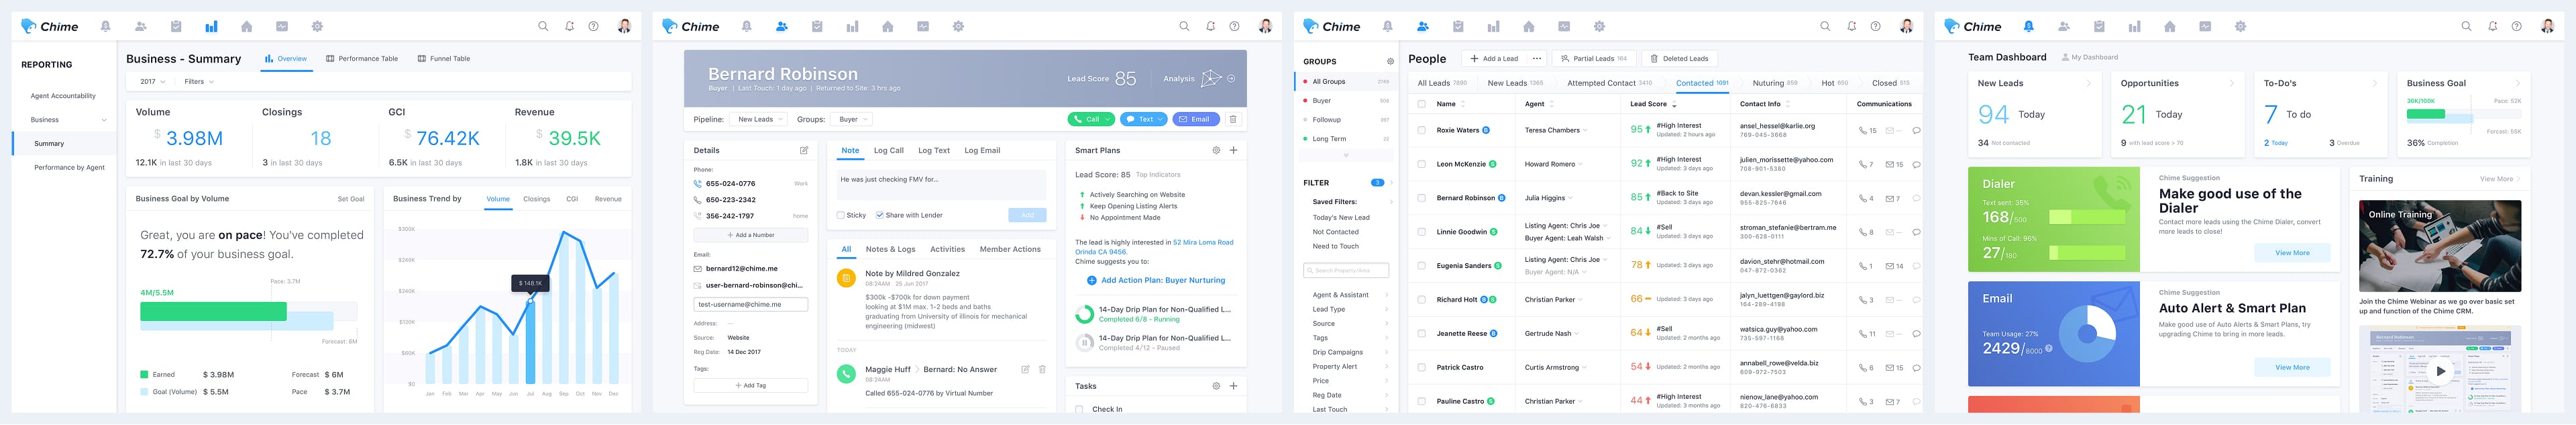 Chime
REPORTING
Agent Accountability
Business
Summary
Performance by Agent
Business - Summary
Overview
Performance Table
Funnel Table
2017
Filters
Volume
Closings
GCI
Revenue
$ 3.98M
18
$ 76.42K
$ 39.5K
12.1K in last 30 days
3 in last 30 days
6.5K in last 30 days
1.8K in last 30 days
Business Goal by Volume
Set Goal
Great, you are on pace! You've completed
72.7% of your business goal.
Pace: 3.7M
4M/5.5M
Forecast: 6M
Earned $ 3.98M
Forecast $ 6M
Goal (Volume) $ 5.5M
Pace $ 3.7M
Business Trend by
Volume
Closings
CGI
Revenue
$300K
$240K
$240K
$120K
$60K
$0
$ 148.1K
Jan Feb Mar Apr May Jun Jul Aug Sep Oct Nov Dec
Chime
Bernard Robinson
Buyer | Last Touch: 1 day ago | Returned to Site: 3 hrs ago
Lead Score 85
Analysis
Pipeline: New Leads
Groups: Buyer
Call
Text
Email
Details
Phone:
655-024-0776 Work
650-223-2342
356-242-1797 home
+ Add a Number
Email:
bernard12@chime.me
user-bernard-robinson@chi...
test-username@chime.me
Address: —
Source: Website
Reg Date: 14 Dec 2017
Tags:
+ Add Tag
Note
Log Call
Log Text
Log Email
He was just checking FMV for...
Sticky
Share with Lender
Add
All
Notes & Logs
Activities
Member Actions
Note by Mildred Gonzalez
08:24AM 26 Jun 2017
$300k -$700k for down payment
looking at $1M max. 1-2 beds and baths
graduating from University of illinois for mechanical
engineering (midwest)
TODAY
Maggie Huff > Bernard: No Answer
08:24AM
Called 655-024-0776 by Virtual Number
Smart Plans
Lead Score: 85 Top Indicators
Actively Searching on Website
Keep Opening Listing Alerts
No Appointment Made
The lead is highly interested in 52 Mira Loma Road
Orinda CA 9456.
Chime suggests you to:
Add Action Plan: Buyer Nurturing
14-Day Drip Plan for Non-Qualified L...
Completed 6/8 - Running
14-Day Drip Plan for Non-Qualified L...
Completed 4/12 - Paused
Tasks
Check In
Chime
GROUPS
All Groups
Buyer
Followup
Long Term
FILTER 3
Saved Filters:
Today's New Lead
Not Contacted
Need to Touch
Search Property/Area
Agent & Assistant
Lead Type
Source
Tags
Drip Campaigns
Property Alert
Price
Reg Date
Last Touch
People
+ Add a Lead
Partial Leads 164
Deleted Leads
All Leads 7890
New Leads 1365
Attempted Contact 3410
Contacted 1091
Nuturing 859
Hot 650
Closed 515
Name
Agent
Lead Score
Contact Info
Communications
Roxie Waters B
Teresa Chambers
95 #High Interest
Updated: 2 hours ago
ansel_hessel@karlie.org
769-045-3668
15
Leon McKenzie S
Howard Romero
92 #High Interest
Updated: 3 days ago
julien_morissette@yahoo.com
708-901-5380
7 15
Bernard Robinson B
Julia Higgins
85 #Back to Site
Updated: 3 days ago
devan.kessler@gmail.com
955-825-7646
4 7
Linnie Goodwin S
Listing Agent: Chris Joe
Buyer Agent: Leah Walsh
84 #Sell
Updated: 3 days ago
stroman_stefanie@bertram.me
300-628-0111
8
Eugenia Sanders S
Listing Agent: Chris Joe
Buyer Agent: N/A
78 Updated: 3 days ago
davion_stehr@hotmail.com
047-872-0362
1 14
Richard Holt B S
Christian Parker
66 Updated: 3 days ago
jalyn_luettgen@gaylord.biz
164-289-4198
3
Jeanette Reese B
Gertrude Nash
64 #Sell
Updated: 2 months ago
watsica.guy@yahoo.com
735-597-1168
11
Patrick Castro
Curtis Armstrong
54 Updated: 2 months ago
annabell_rowe@velda.biz
609-972-7503
6 15
Pauline Castro S
Christian Parker
44 #High Interest
Updated: 3 months ago
nienow_lane@yahoo.com
820-476-6833
3 7
Chime
Team Dashboard
My Dashboard
New Leads
94 Today
34 Not contacted
Opportunities
21 Today
9 with lead score > 70
To-Do's
7 To do
2 Today
3 Overdue
Business Goal
36K/100K
Pace: 52K
Forcast: 55K
36% Completion
Dialer
Text sent: 35%
168/500
Mins of Call: 96%
27/180
Chime Suggestion
Make good use of the
Dialer
Contact more leads using the Chime Dialer, convert
more leads to close!
View More
Email
Team Usage: 27%
2429/8000
Chime Suggestion
Auto Alert & Smart Plan
Make good use of Auto Alerts & Smart Plans, try
upgrading Chime to bring in more leads.
View More
Training
View More
Online Training
Join the Chime Webinar as we go over basic set
up and function of the Chime CRM.